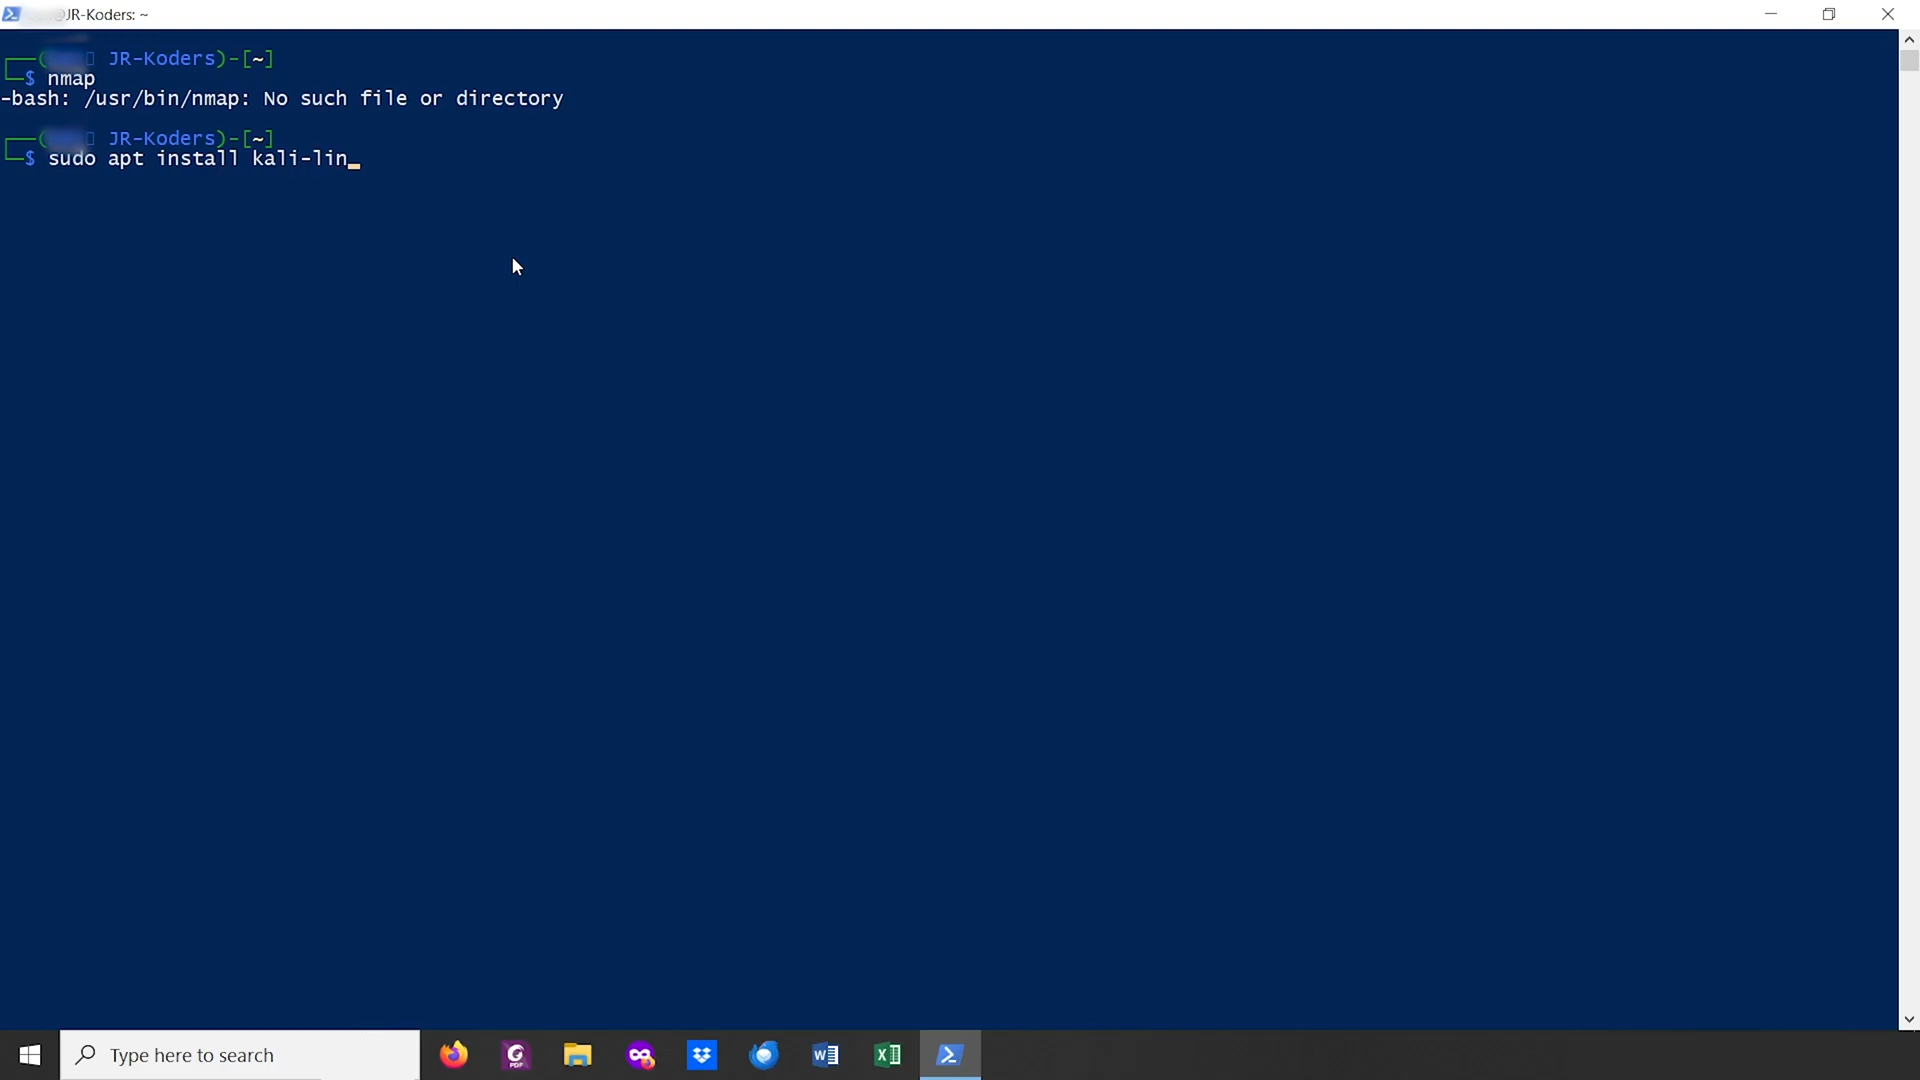 @JR-Koders: ~
JR-Koders)-[~]
$ nmap
-bash: /usr/bin/nmap: No such file or directory
JR-Koders)-[~]
$ sudo apt install kali-lin_
Type here to search